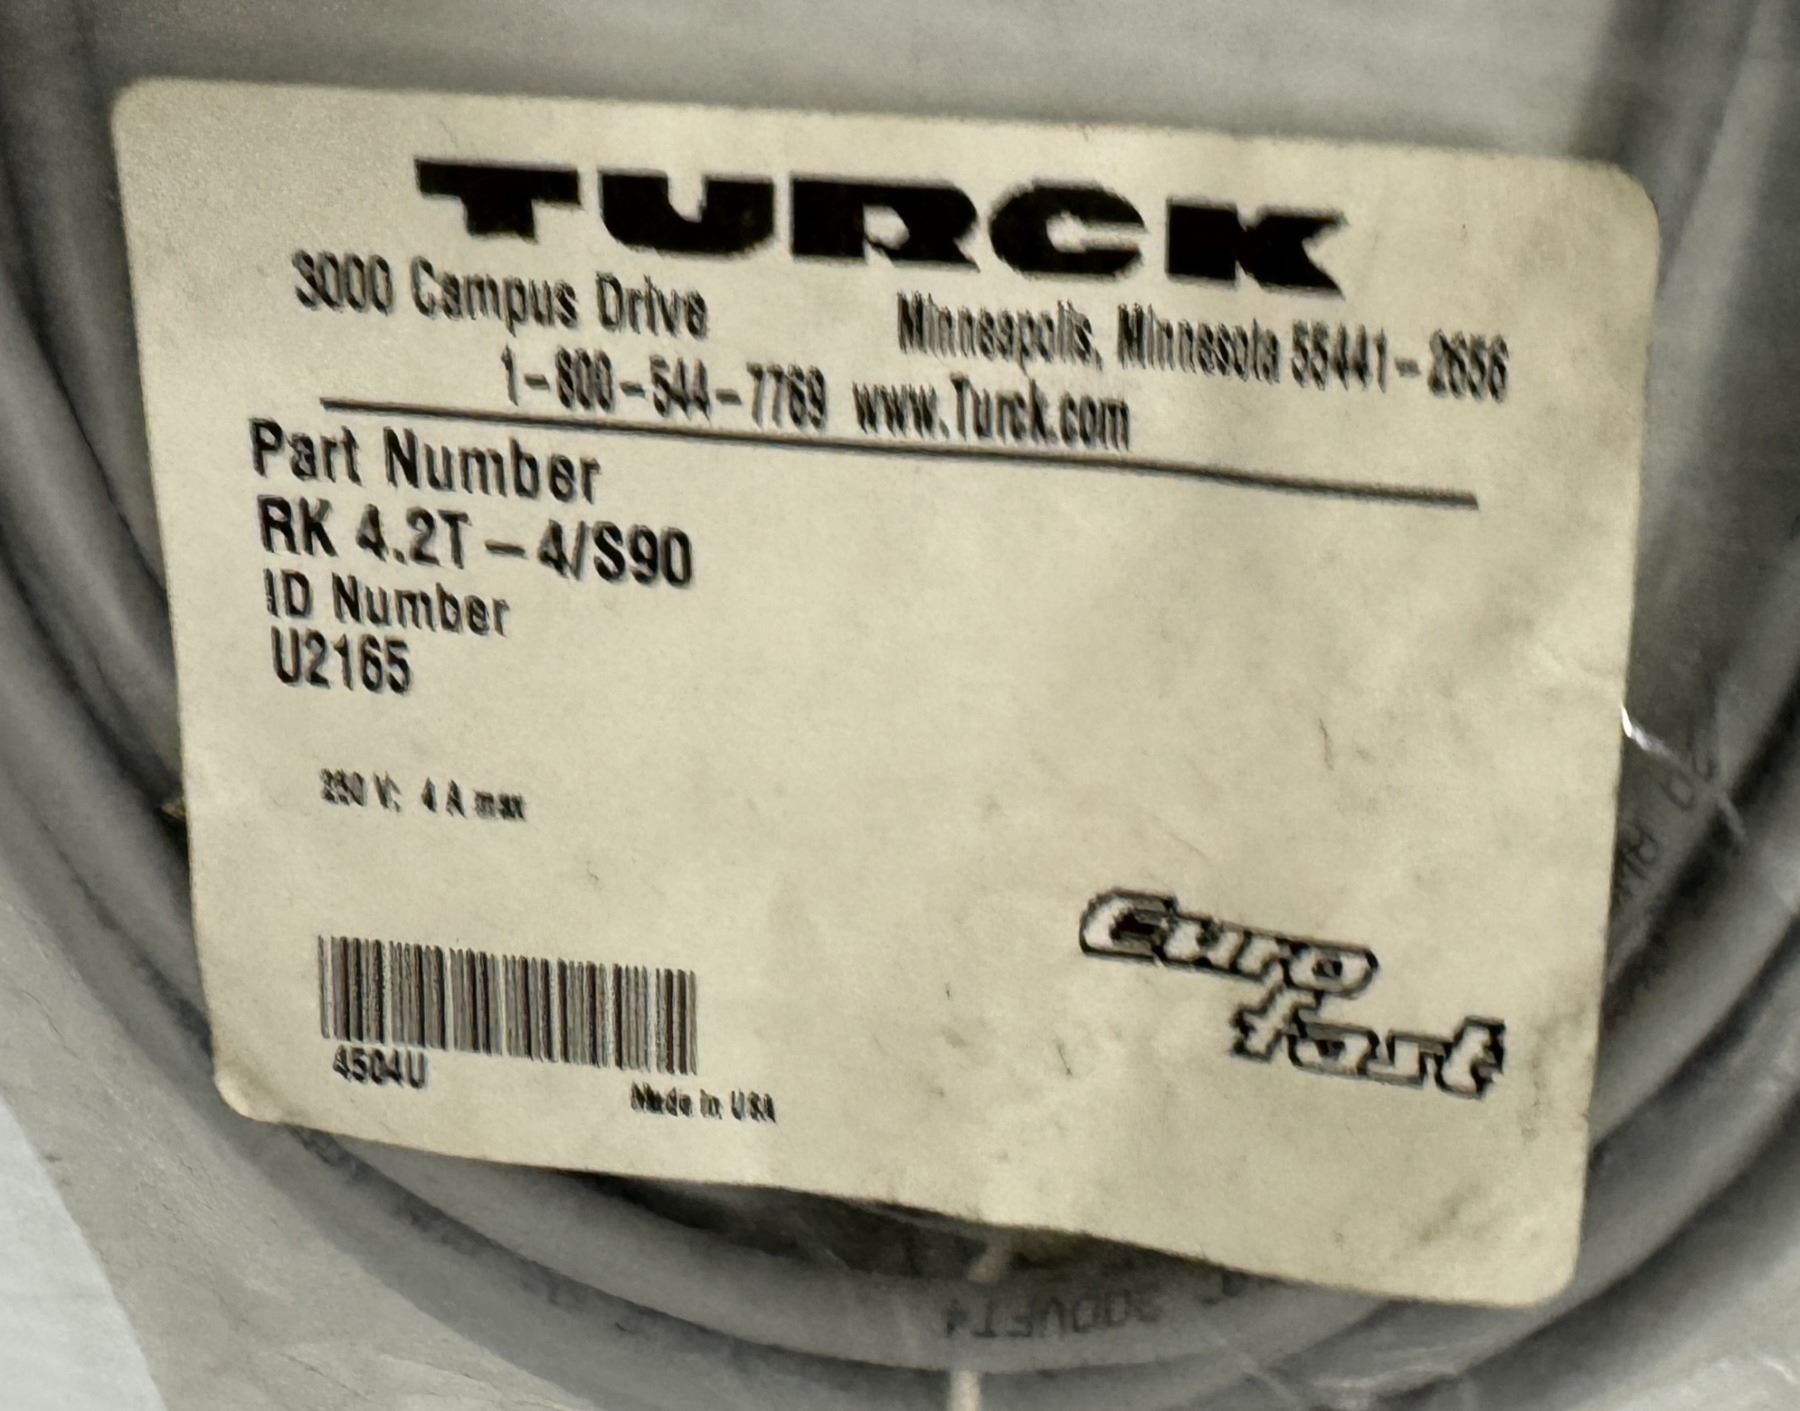 TURCK
3000 Campus Drive Minneapolis, Minnesota 55441-2656
1-800-544-7769 www.Turck.com
Part Number
RK 4.2T-4/S90
ID Number
U2165
250 V; 4 A max
Euro
fast
4504U
Made in USA
300V